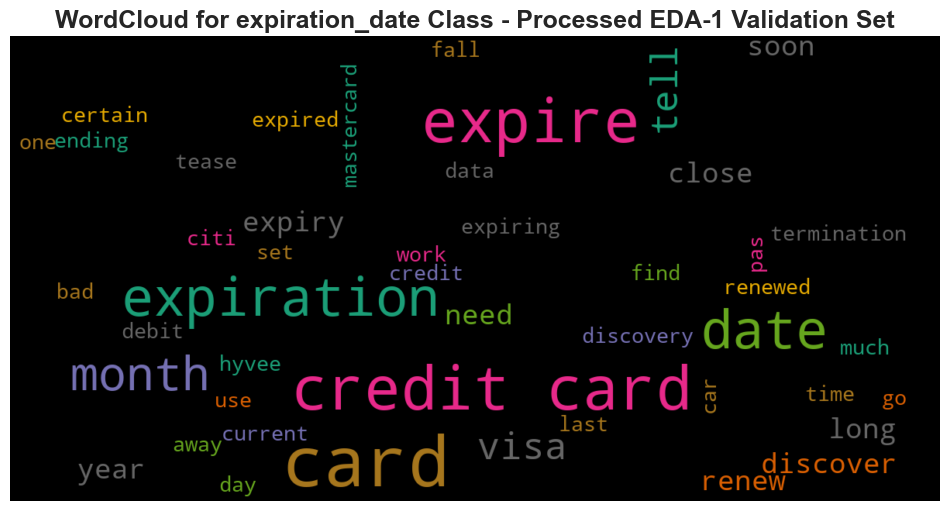 WordCloud for expiration_date Class - Processed EDA-1 Validation Set
fall
soon
tell
mastercard
certain
expired
expire
one
ending
tease
data
close
expiry
expiring
citi
termination
set
work
pas
credit
find
bad
renewed
expiration
need
date
debit
discovery
much
month
hyvee
credit card
car
time
go
use
last
current
visa
long
away
card
year
discover
day
renew